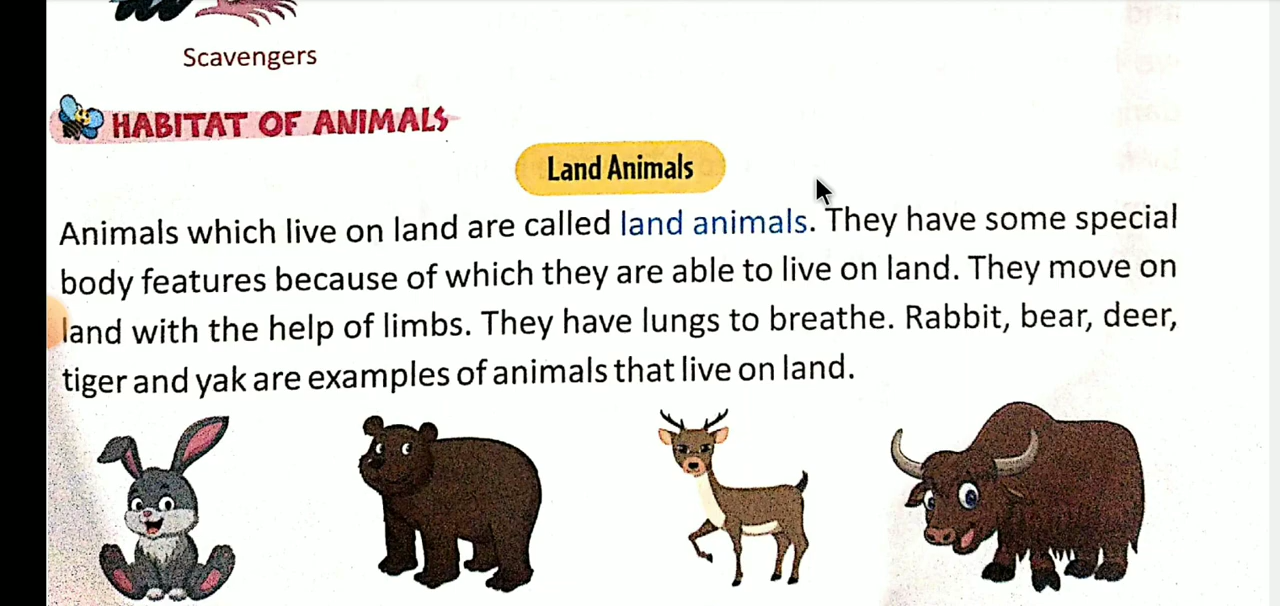 Scavengers
HABITAT OF ANIMALS
Land Animals
Animals which live on land are called land animals. They have some special
body features because of which they are able to live on land. They move on
land with the help of limbs. They have lungs to breathe. Rabbit, bear, deer,
tiger and yak are examples of animals that live on land.